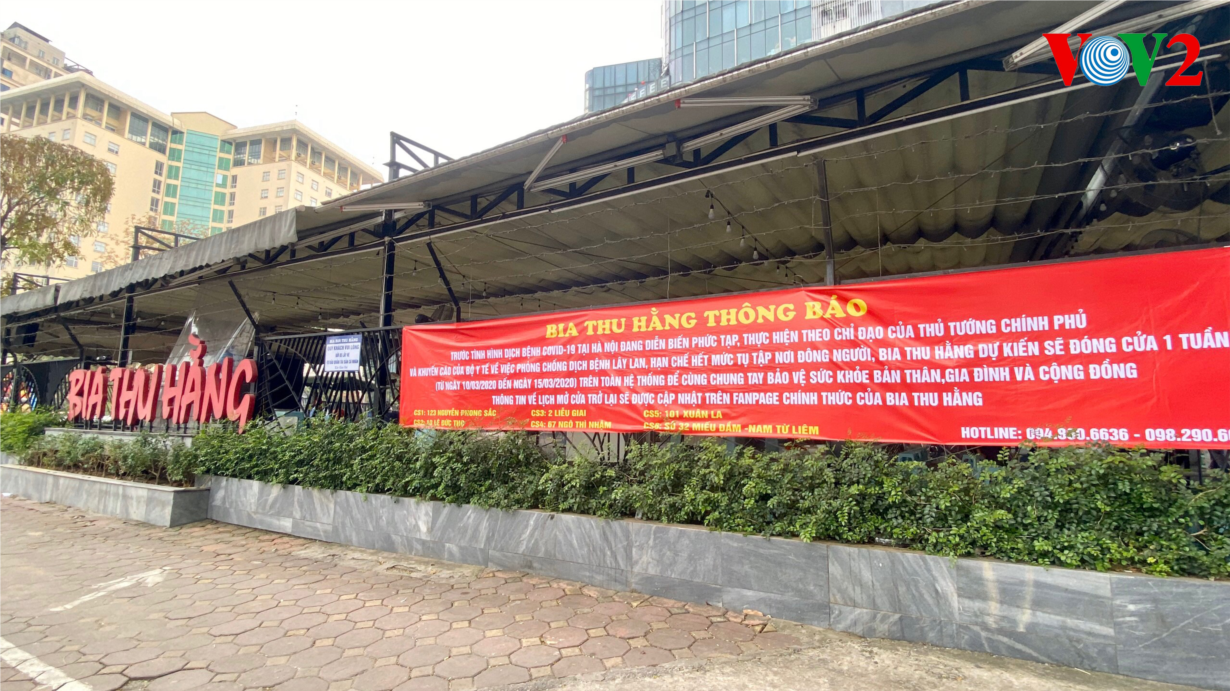 VOV2
BIA THU HẰNG THÔNG BÁO
TRƯỚC TÌNH HÌNH DỊCH BỆNH COVID-19 TẠI HÀ NỘI ĐANG DIỄN BIẾN PHỨC TẠP, THỰC HIỆN THEO CHỈ ĐẠO CỦA THỦ TƯỚNG CHÍNH PHỦ
VÀ KHUYẾN CÁO CỦA BỘ Y TẾ VỀ VIỆC PHÒNG CHỐNG DỊCH BỆNH LÂY LAN, HẠN CHẾ HẾT MỨC TỤ TẬP NƠI ĐÔNG NGƯỜI, BIA THU HẰNG DỰ KIẾN SẼ ĐÓNG CỬA 1 TUẦN
(TỪ NGÀY 10/03/2020 ĐẾN NGÀY 15/03/2020) TRÊN TOÀN HỆ THỐNG ĐỂ CÙNG CHUNG TAY BẢO VỆ SỨC KHỎE BẢN THÂN,GIA ĐÌNH VÀ CỘNG ĐỒNG
THÔNG TIN VỀ LỊCH MỞ CỬA TRỞ LẠI SẼ ĐƯỢC CẬP NHẬT TRÊN FANPAGE CHÍNH THỨC CỦA BIA THU HẰNG
CS1: 123 NGUYỄN PHONG SẮC CS3: 2 LIỄU GIAI CS5: 101 XUÂN LA
LÊ ĐỨC THỌ CS4: 67 NGÔ THÌ NHẬM 32 MIẾU ĐẦM -NAM TỪ LIÊM
HOTLINE: 094.6636 - 098.290.
BIA THU HẰNG